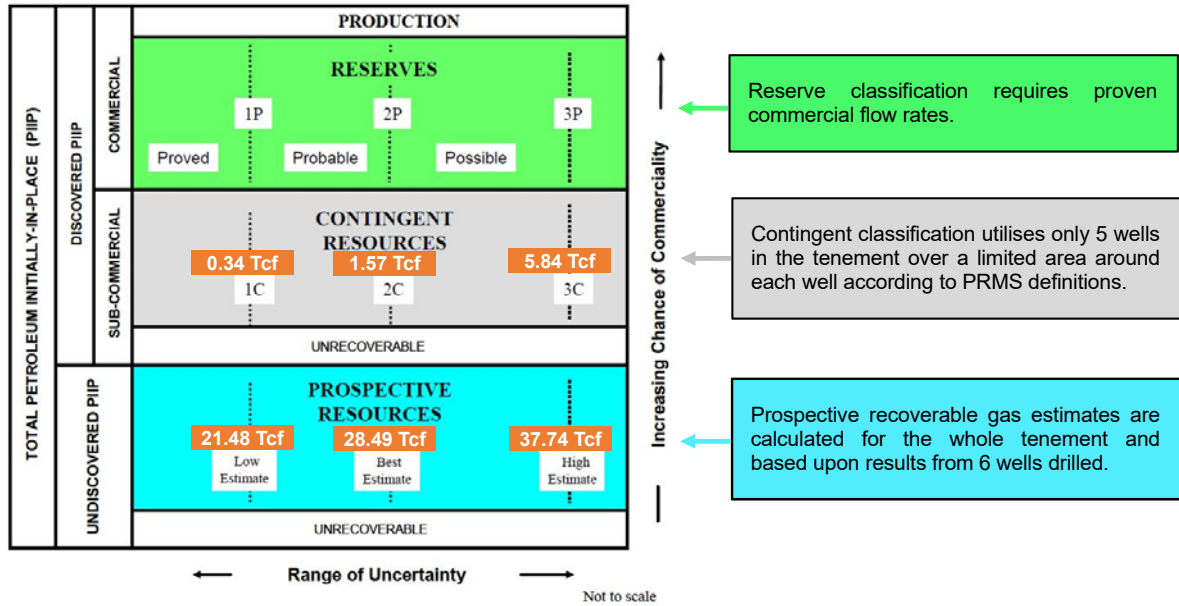 TOTAL PETROLEUM INITIALLY-IN-PLACE (PIIP)
DISCOVERED PIIP
UNDISCOVERED PIIP
COMMERCIAL
SUB-COMMERCIAL
PRODUCTION
RESERVES
1P 2P 3P
Proved Probable Possible
CONTINGENT
RESOURCES
0.34 Tcf 1.57 Tcf 5.84 Tcf
1C 2C 3C
UNRECOVERABLE
PROSPECTIVE
RESOURCES
21.48 Tcf 28.49 Tcf 37.74 Tcf
Low Best High
Estimate Estimate Estimate
UNRECOVERABLE
Range of Uncertainty
Not to scale
Increasing Chance of Commerciality
Reserve classification requires proven
commercial flow rates.
Contingent classification utilises only 5 wells
in the tenement over a limited area around
each well according to PRMS definitions.
Prospective recoverable gas estimates are
calculated for the whole tenement and
based upon results from 6 wells drilled.